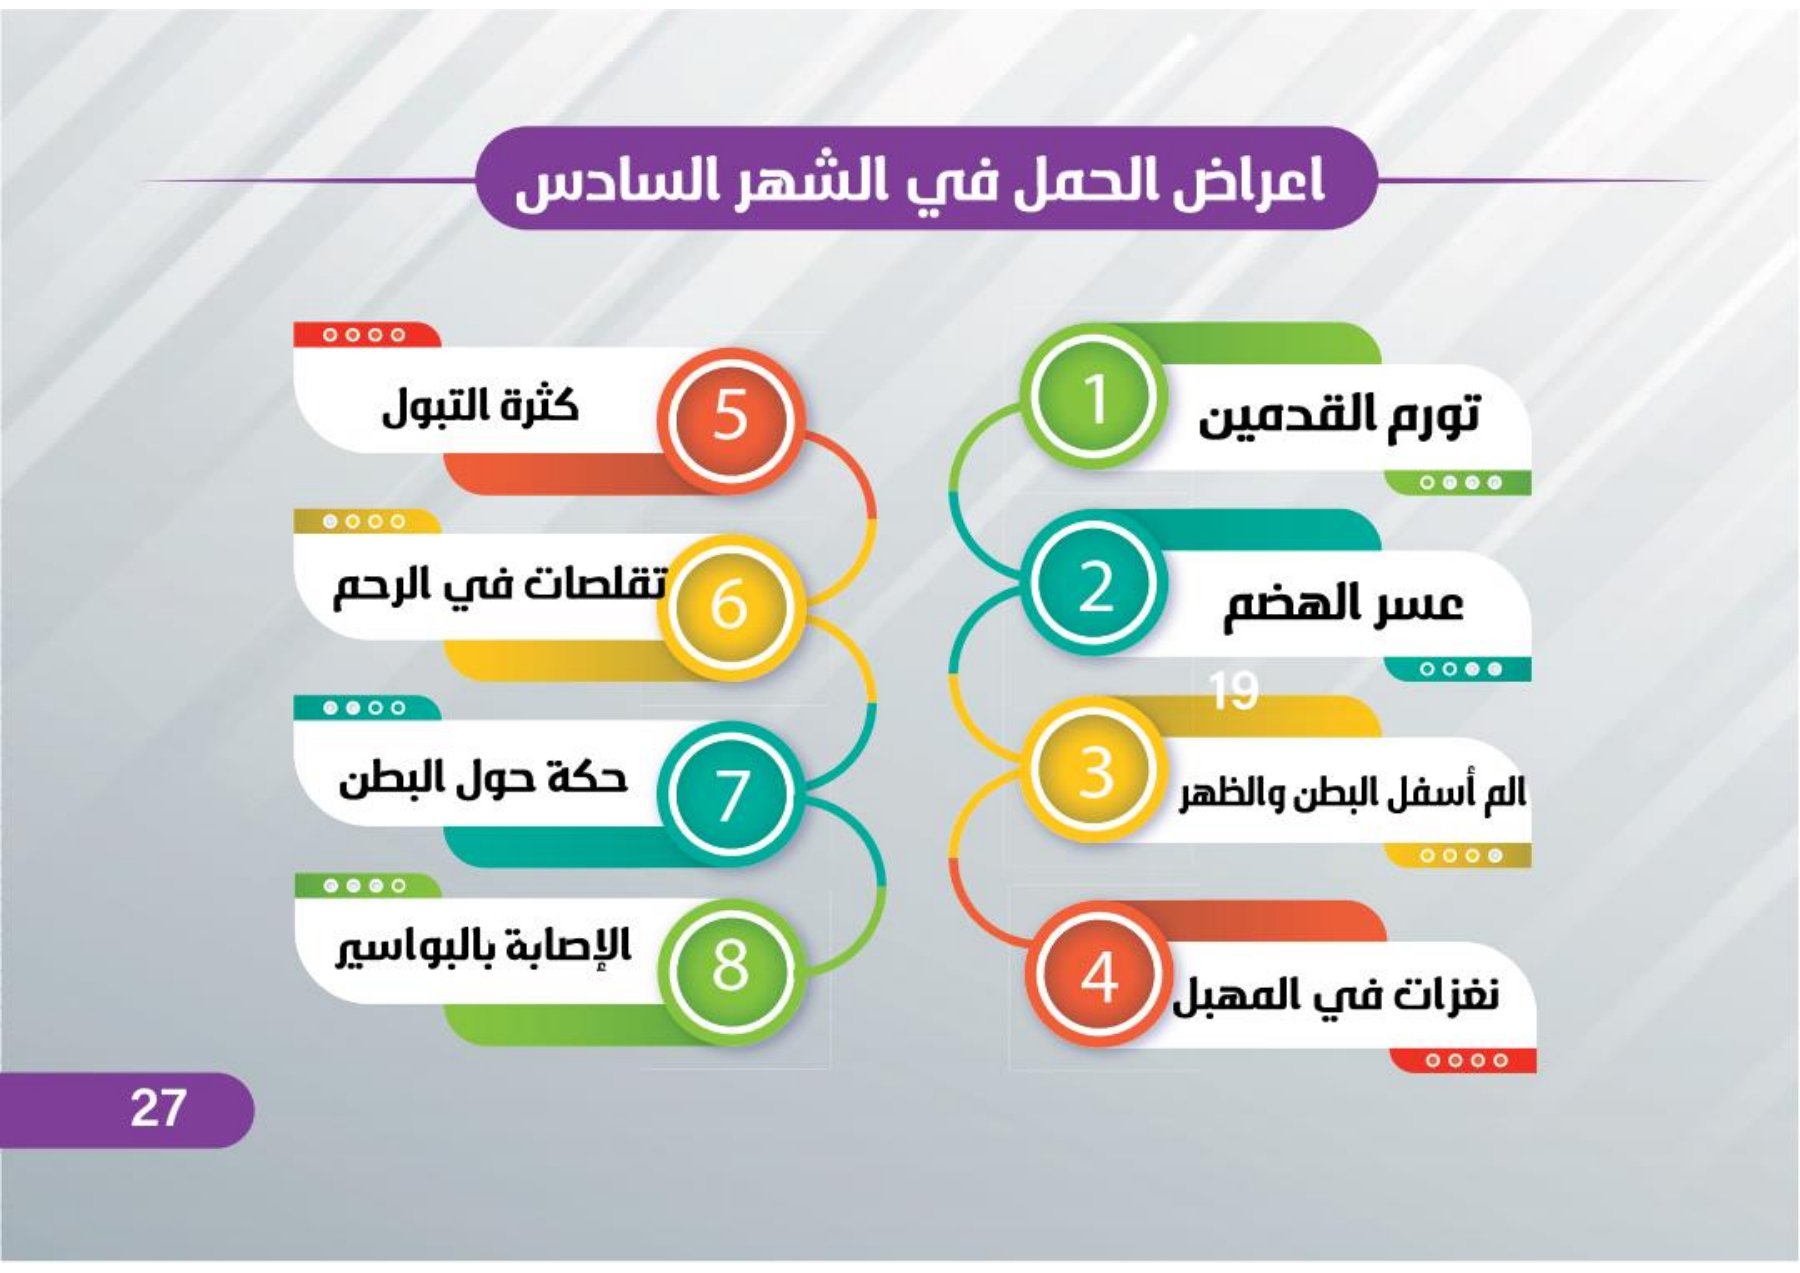 اعراض الحمل في الشهر السادس
1
تورم القدمين
2
عسر الهضم
19
3
الم أسفل البطن والظهر
4
نغزات في المهبل
5
كثرة التبول
6
تقلصات في الرحم
7
حكة حول البطن
8
الإصابة بالبواسير
27